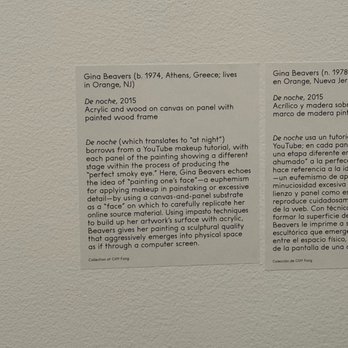 Gina Beavers (b. 1974, Athens, Greece; lives
in Orange, NJ)
De noche, 2015
Acrylic and wood on canvas on panel with
painted wood frame
De noche (which translates to "at night")
borrows from a YouTube makeup tutorial, with
each panel of the painting showing a different
stage within the process of producing the
"perfect smoky eye." Here, Gina Beavers echoes
the idea of "painting one's face"—a euphemism
for applying makeup in painstaking or excessive
detail—by using a canvas-and-panel substrate
as a "face" on which to carefully replicate her
online source material. Using impasto techniques
to build up her artwork's surface with acrylic,
Beavers gives her painting a sculptural quality
that aggressively emerges into physical space
as if through a computer screen.
Collection of Cliff Fong
Gina Beavers (n. 1978
en Orange, Nueva Jer
De noche, 2015
Acrílico y madera sob
marco de madera pin
De noche usa un tutori
YouTube; en cada pan
una etapa diferente en
ahumado" a la perfec
hace referencia a la id
—un eufemismo de ap
minuciosidad excesiva
lienzo y panel como e
reproduce cuidadosam
de la web. Con técnic
formar la superficie de
Beavers le imprime a s
escultórica que emerg
entre el espacio físico,
de la pantalla de una
Colección de Cliff Fong